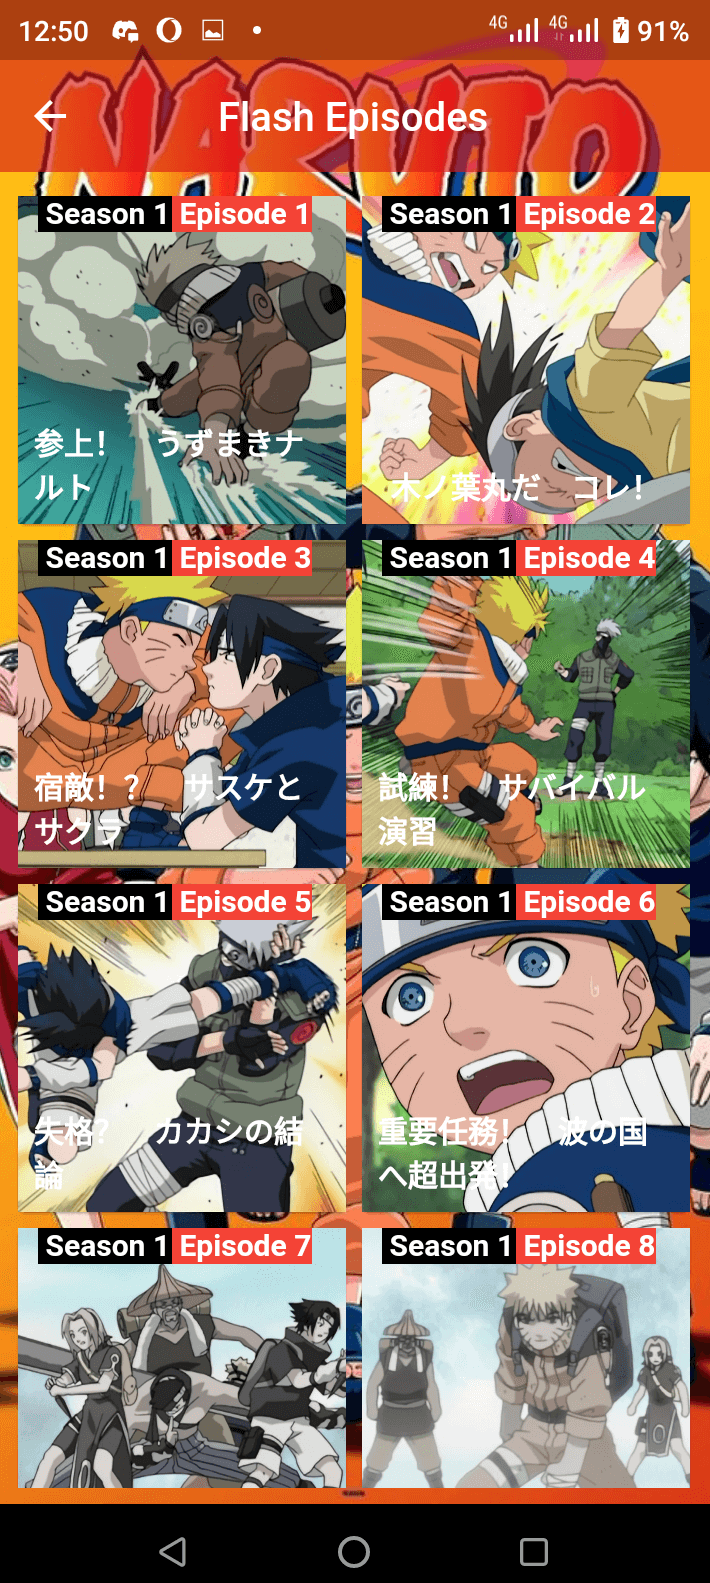 12:50
4G 4G 91%
NARUTO
Flash Episodes
Season 1 Episode 1
参上！　うずまきナ
ルト
Season 1 Episode 2
木ノ葉丸だ　コレ！
Season 1 Episode 3
宿敵！？　サスケと
サクラ
Season 1 Episode 4
試練！　サバイバル
演習
Season 1 Episode 5
失格？　カカシの結
論
Season 1 Episode 6
重要任務！　波の国
へ超出発！
Season 1 Episode 7
Season 1 Episode 8